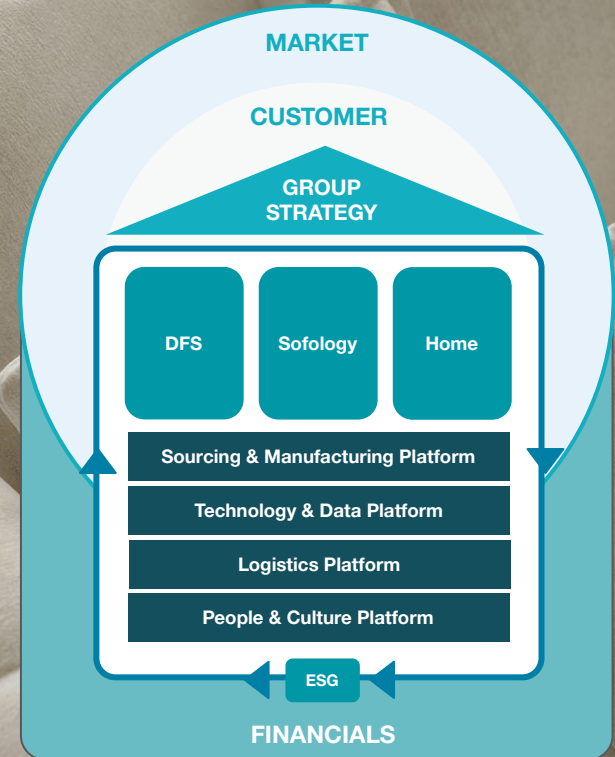 MARKET
CUSTOMER
GROUP
STRATEGY
DFS
Sofology
Home
Sourcing & Manufacturing Platform
Technology & Data Platform
Logistics Platform
People & Culture Platform
ESG
FINANCIALS